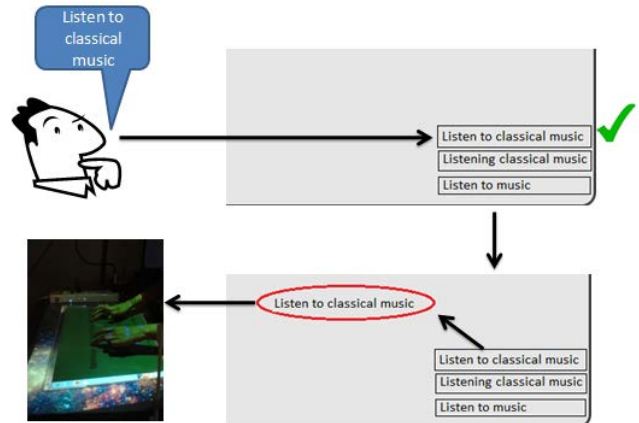 Listen to
classical
music
Listen to classical music
Listening classical music
Listen to music
Listen to classical music
Listen to classical music
Listening classical music
Listen to music